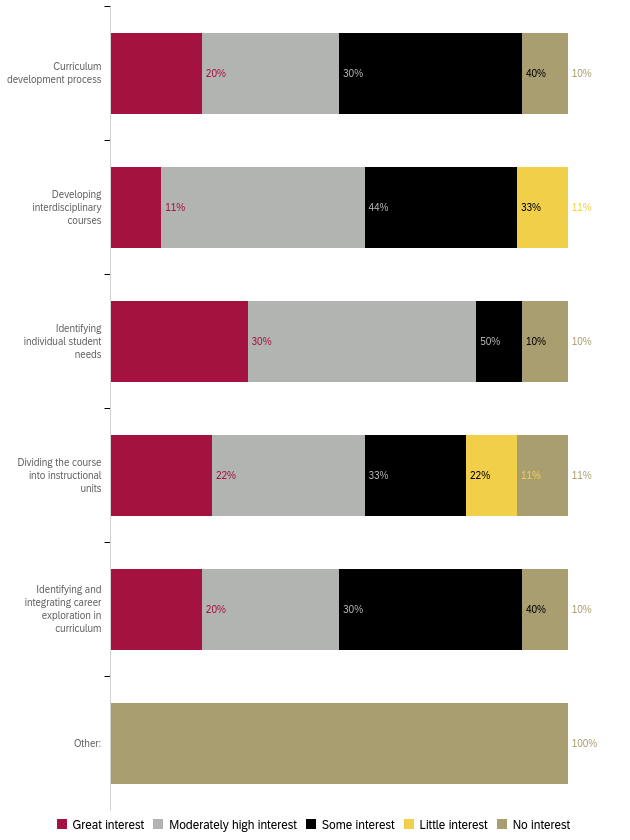 Curriculum
development process
20%
30%
40%
10%
Developing
interdisciplinary
courses
11%
44%
33%
11%
Identifying
individual student
needs
30%
50%
10%
10%
Dividing the course
into instructional
units
22%
33%
22%
11%
11%
Identifying and
integrating career
exploration in
curriculum
20%
30%
40%
10%
Other:
100%
Great interest
Moderately high interest
Some interest
Little interest
No interest